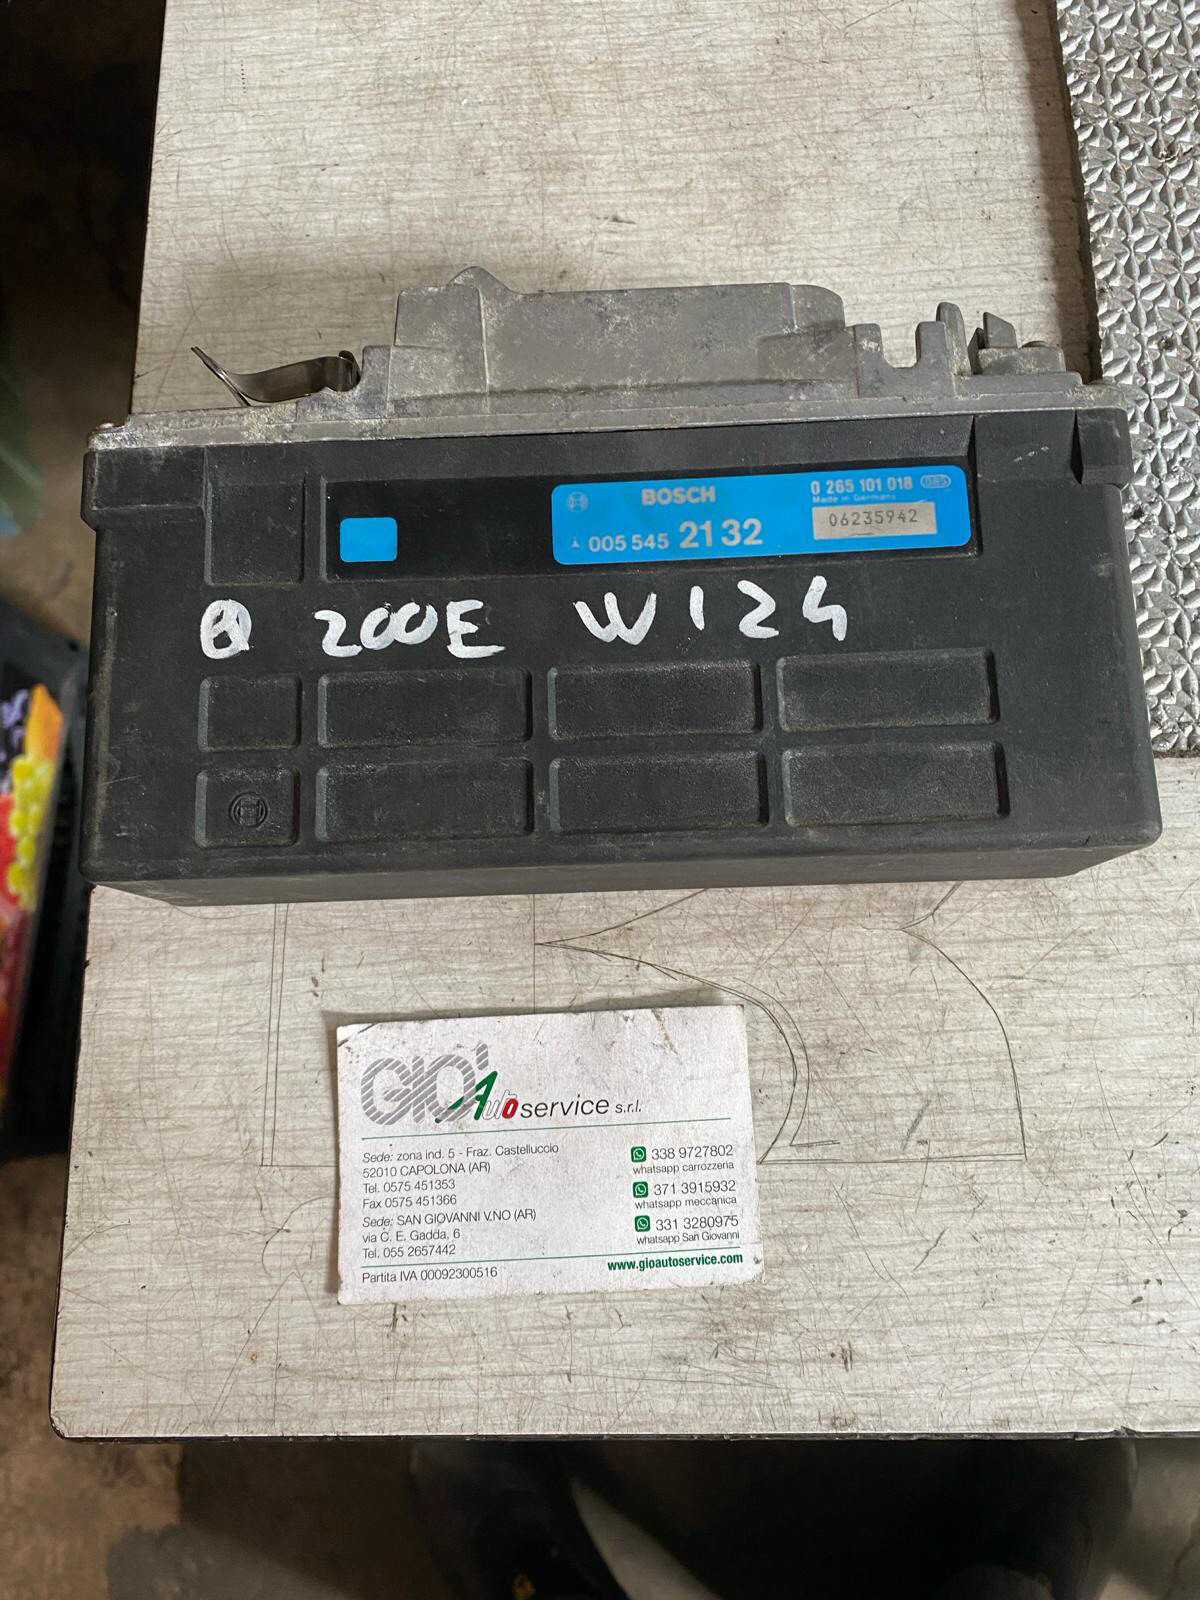 BOSCH
0 265 101 018
Made in Germany
005 545 21 32
06235942
200E W124
GIO' Auto service s.r.l.
Sede: zona ind. 5 - Fraz. Castelluccio
52010 CAPOLONA (AR)
Tel. 0575 451353
Fax 0575 451366
Sede: SAN GIOVANNI V.NO (AR)
via C. E. Gadda, 6
Tel. 055 2657442
Partita IVA 00092300516
338 9727802
whatsapp carrozzeria
371 3915932
whatsapp meccanica
331 3280975
whatsapp San Giovanni
www.gioautoservice.com